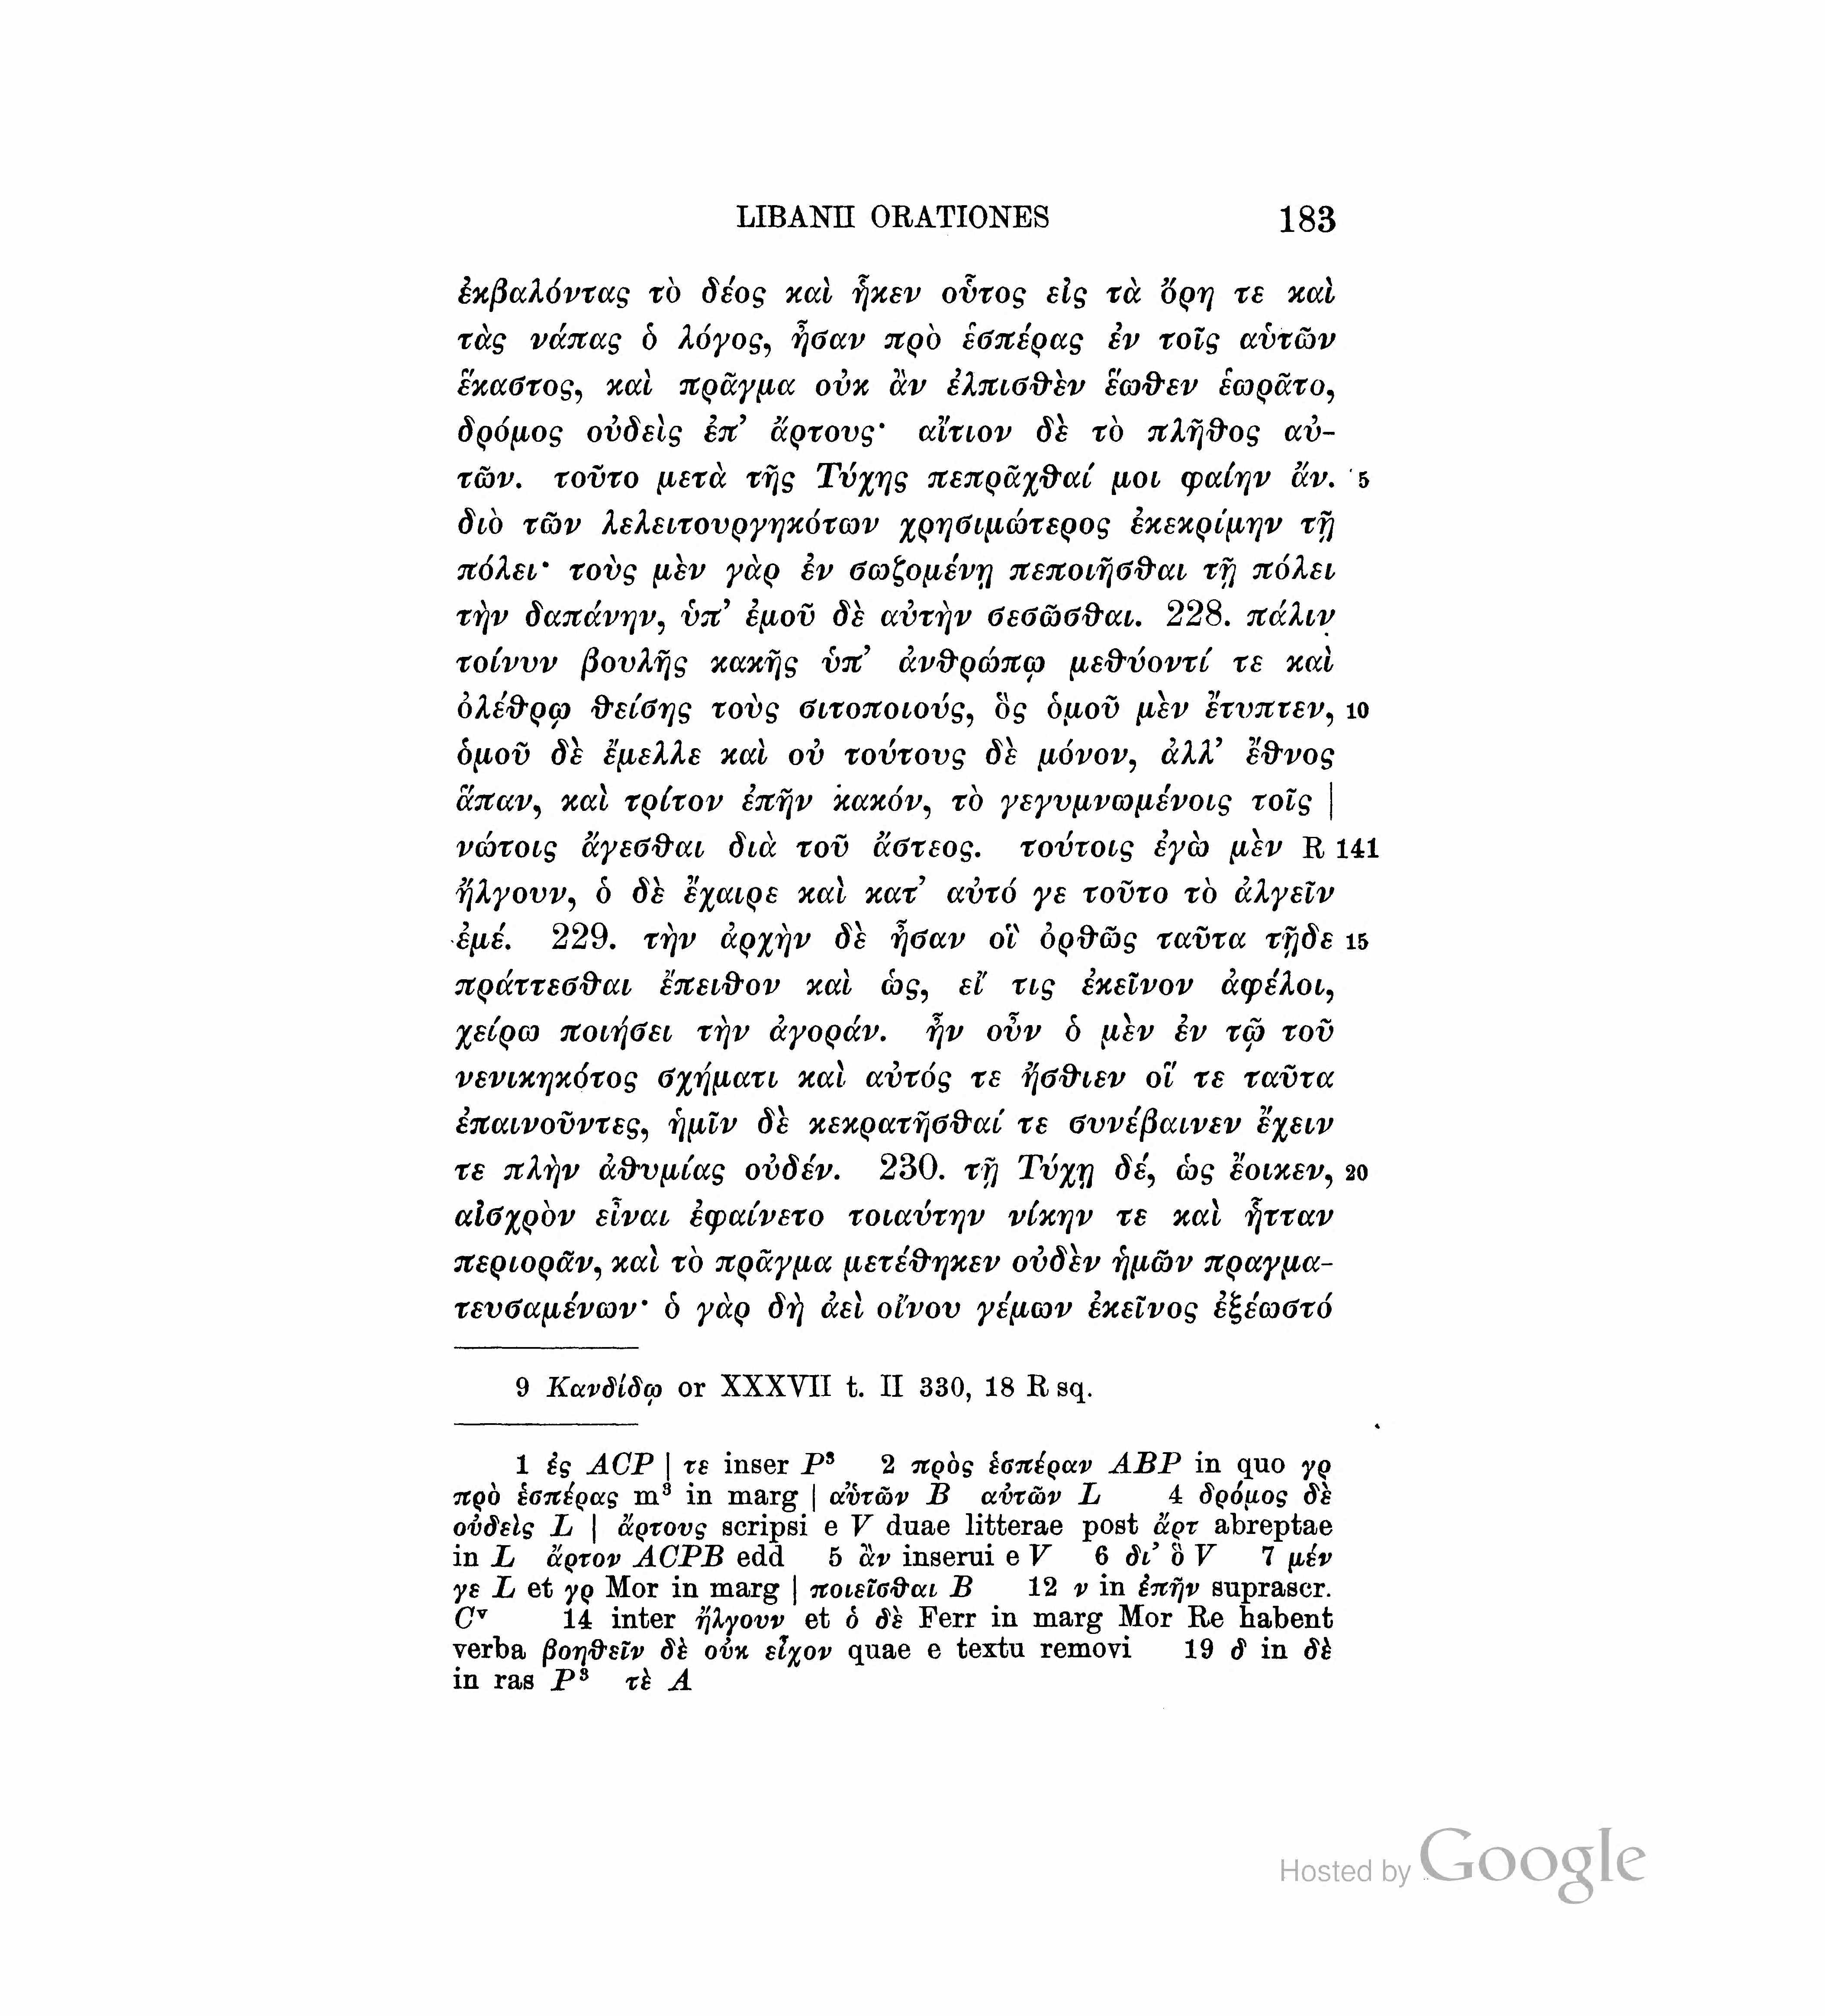 LIBANII ORATIONES 183
ἐκβαλόντας τὸ δέος καὶ ἧκεν οὗτος εἰς τὰ ὄρη τε καὶ
τὰς νάπας ὁ λόγος, ἦσαν πρὸ ἑσπέρας ἐν τοῖς αὑτῶν
ἕκαστος, καὶ πρᾶγμα οὐκ ἂν ἐλπισθὲν ἕωθεν ἑωρᾶτο,
δρόμος οὐδεὶς ἐπ’ ἄρτους· αἴτιον δὲ τὸ πλῆθος αὐ-
τῶν. τοῦτο μετὰ τῆς Τύχης πεπρᾶχθαί μοι φαίην ἄν. 5
διὸ τῶν λελειτουργηκότων χρησιμώτερος ἐκεκρίμην τῇ
πόλει· τοὺς μὲν γὰρ ἐν σωζομένῃ πεποιῆσθαι τῇ πόλει
τὴν δαπάνην, ὑπ’ ἐμοῦ δὲ αὐτὴν σεσῶσθαι. 228. πάλιν
τοίνυν βουλῆς κακῆς ὑπ’ ἀνθρώπῳ μεθύοντί τε καὶ
ὀλέθρῳ θείσης τοὺς σιτοποιούς, ὃς ὁμοῦ μὲν ἔτυπτεν, 10
ὁμοῦ δὲ ἔμελλε καὶ οὐ τούτους δὲ μόνον, ἀλλ’ ἔθνος
ἅπαν, καὶ τρίτον ἐπῆν κακόν, τὸ γεγυμνωμένοις τοῖς |
νώτοις ἄγεσθαι διὰ τοῦ ἄστεος. τούτοις ἐγὼ μὲν R 141
ἤλγουν, ὁ δὲ ἔχαιρε καὶ κατ’ αὐτό γε τοῦτο τὸ ἀλγεῖν
ἐμέ. 229. τὴν ἀρχὴν δὲ ἦσαν οἳ ὀρθῶς ταῦτα τῇδε 15
πράττεσθαι ἔπειθον καὶ ὡς, εἴ τις ἐκεῖνον ἀφέλοι,
χείρω ποιήσει τὴν ἀγοράν. ἦν οὖν ὁ μὲν ἐν τῷ τοῦ
νενικηκότος σχήματι καὶ αὐτός τε ἤσθιεν οἵ τε ταῦτα
ἐπαινοῦντες, ἡμῖν δὲ κεκρατῆσθαί τε συνέβαινεν ἔχειν
τε πλὴν ἀθυμίας οὐδέν. 230. τῇ Τύχῃ δέ, ὡς ἔοικεν, 20
αἰσχρὸν εἶναι ἐφαίνετο τοιαύτην νίκην τε καὶ ἧτταν
περιορᾶν, καὶ τὸ πρᾶγμα μετέθηκεν οὐδὲν ἡμῶν πραγμα-
τευσαμένων· ὁ γὰρ δὴ ἀεὶ οἴνου γέμων ἐκεῖνος ἐξέωστό
9 Κανδίδῳ or XXXVII t. II 330, 18 R sq.
1 ἐς ACP | τε inser P³ 2 πρὸς ἑσπέραν ABP in quo γρ
πρὸ ἑσπέρας m³ in marg | αὑτῶν B αὐτῶν L 4 δρόμος δὲ
οὐδεὶς L | ἄρτους scripsi e V duae litterae post ἄρτ abreptae
in L ἄρτον ACPB edd 5 ἂν inserui e V 6 δι’ ὃ V 7 μέν
γε L et γρ Mor in marg | ποιεῖσθαι B 12 ν in ἐπῆν suprascr.
Cᵛ 14 inter ἤλγουν et ὁ δὲ Ferr in marg Mor Re habent
verba βοηθεῖν δὲ οὐκ εἶχον quae e textu removi 19 δ in δὲ
in ras P³ τὲ A
Hosted by Google